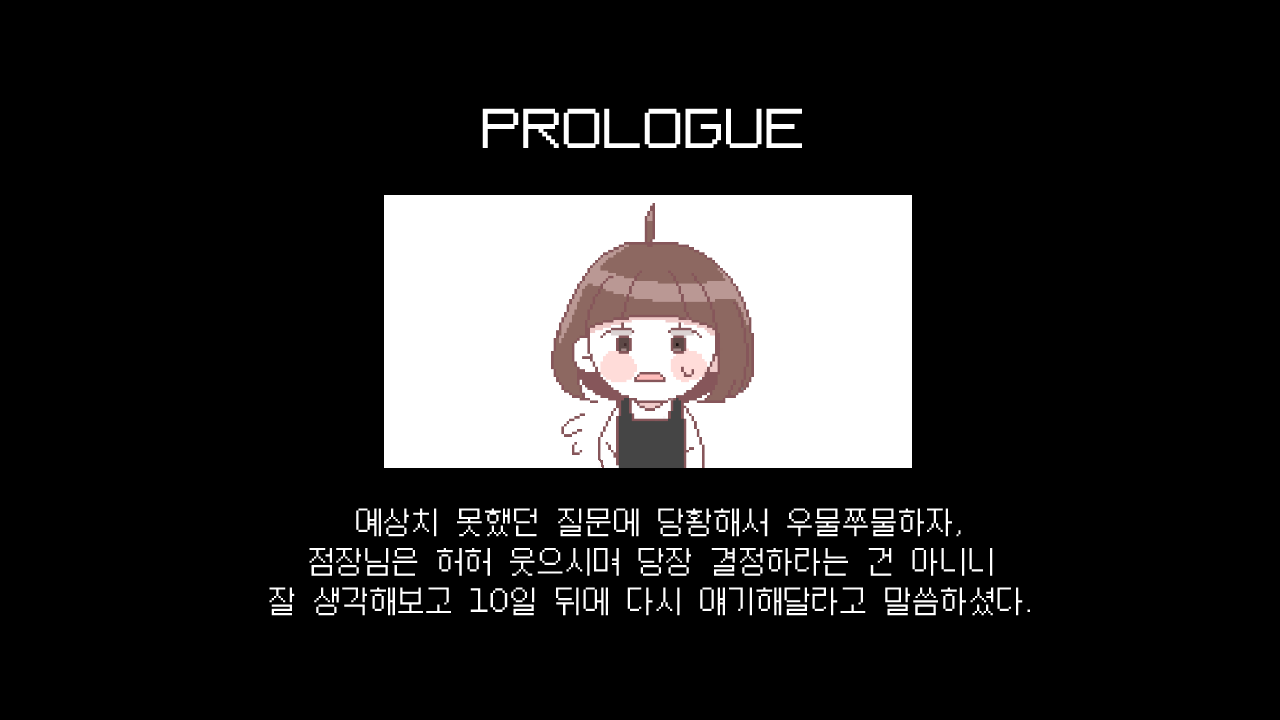 PROLOGUE
예상치 못했던 질문에 당황해서 우물쭈물하자,
점장님은 허허 웃으시며 당장 결정하라는 건 아니니
잘 생각해보고 10일 뒤에 다시 얘기해달라고 말씀하셨다.